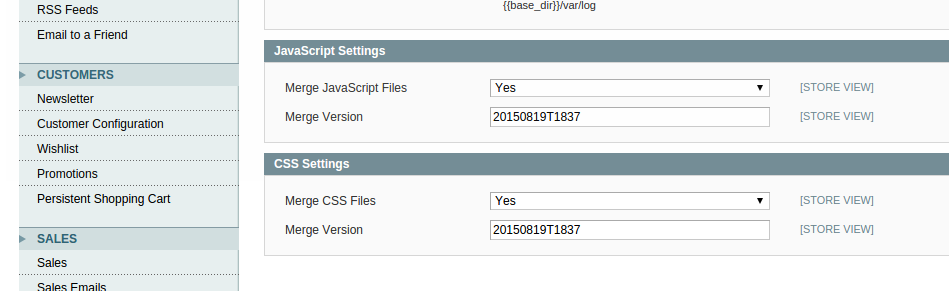 RSS Feeds
Email to a Friend
CUSTOMERS
Newsletter
Customer Configuration
Wishlist
Promotions
Persistent Shopping Cart
SALES
Sales
Sales Emails
{{base_dir}}/var/log
JavaScript Settings
Merge JavaScript Files Yes [STORE VIEW]
Merge Version 20150819T1837 [STORE VIEW]
CSS Settings
Merge CSS Files Yes [STORE VIEW]
Merge Version 20150819T1837 [STORE VIEW]